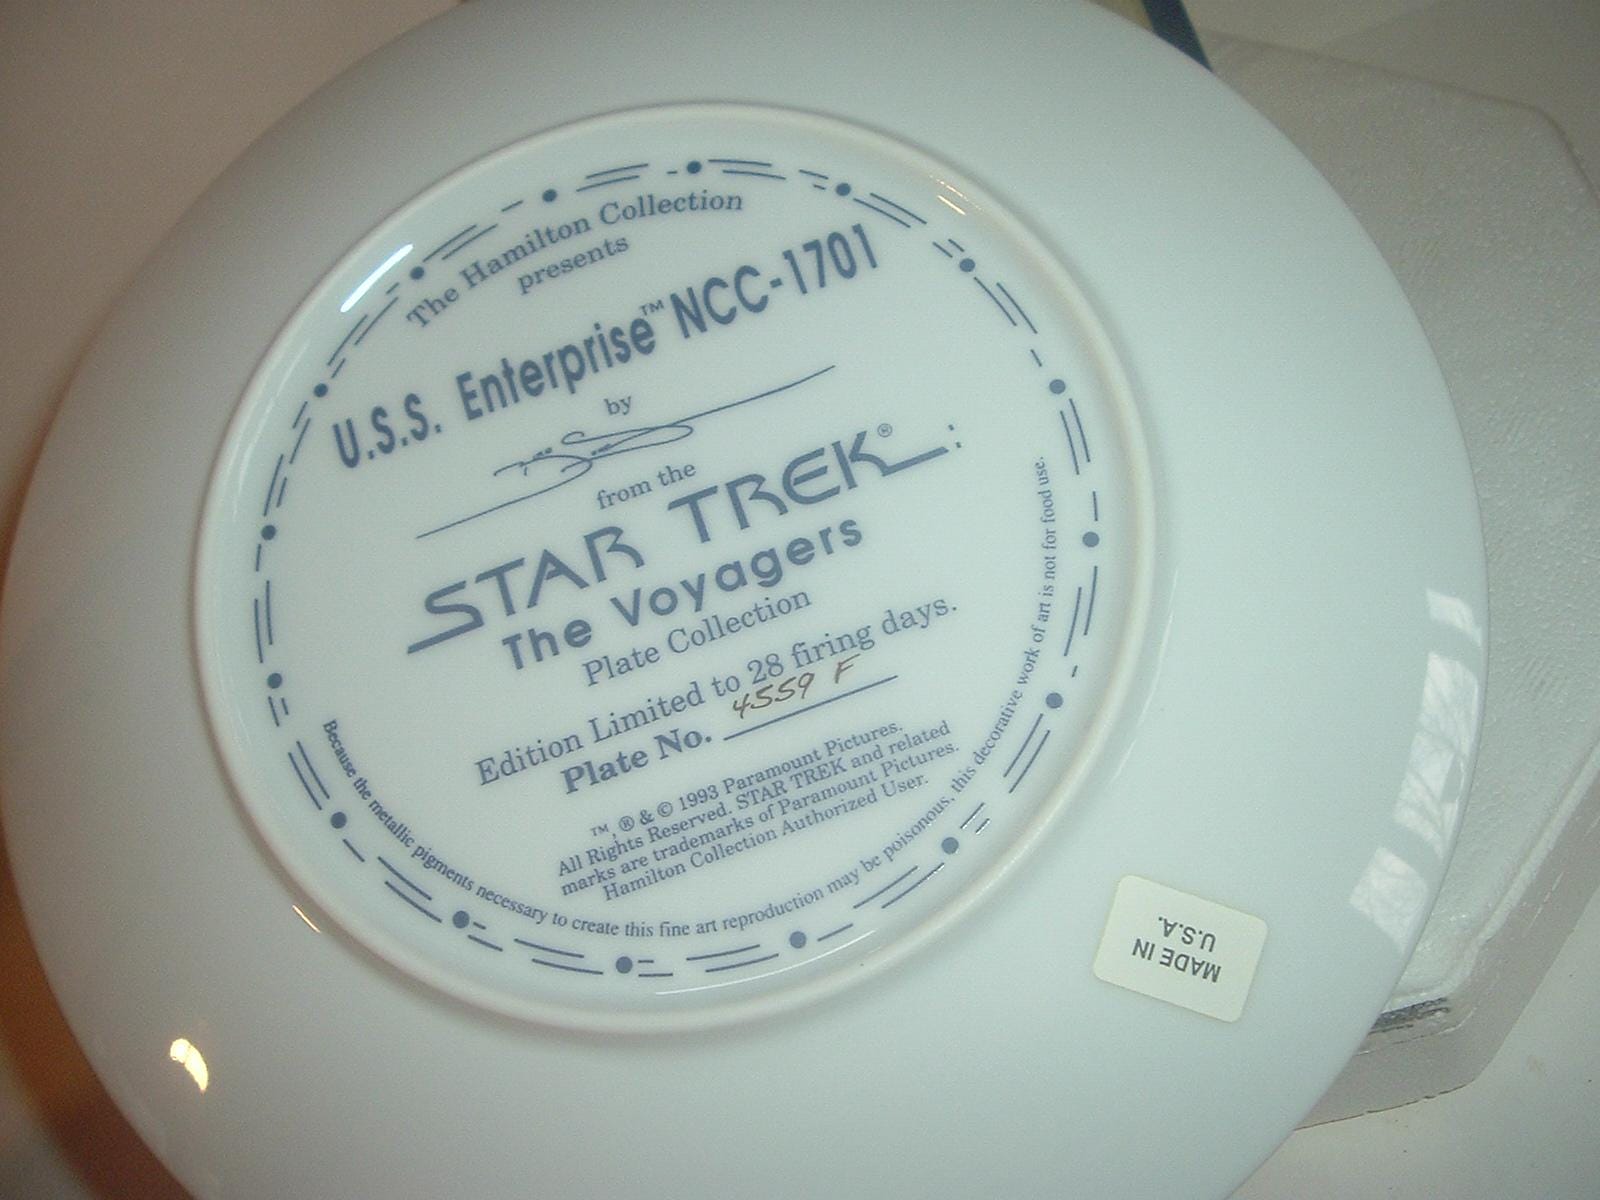 The Hamilton Collection
presents
U.S.S. Enterprise™ NCC-1701
by
from the
STAR TREK®:
The Voyagers
Plate Collection
Edition Limited to 28 firing days.
Plate No. 4559 F
™, ® & © 1993 Paramount Pictures.
All Rights Reserved. STAR TREK and related
marks are trademarks of Paramount Pictures.
Hamilton Collection Authorized User.
Because the metallic pigments necessary to create this fine art reproduction may be poisonous, this decorative work of art is not for food use.
MADE IN
U.S.A.